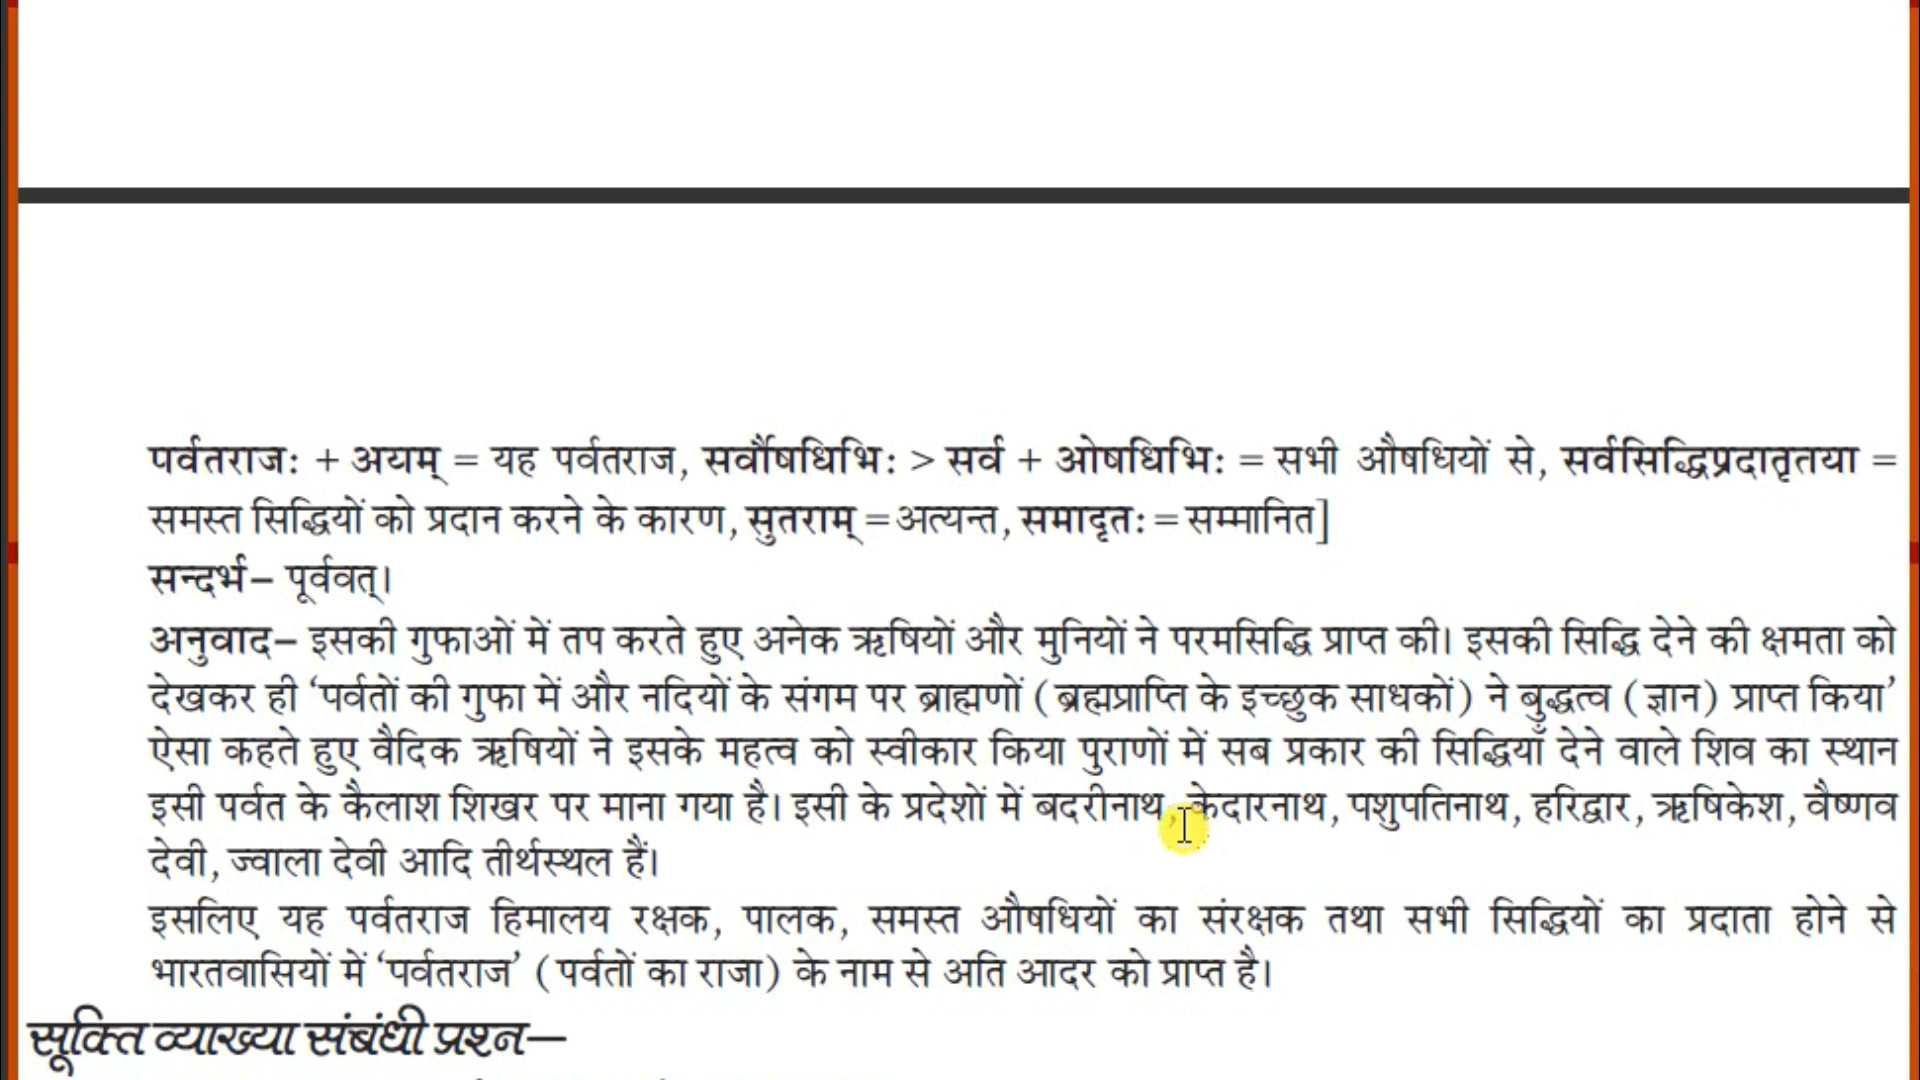 पर्वतराजः + अयम् = यह पर्वतराज, सर्वौषधिभिः > सर्व + ओषधिभिः = सभी औषधियों से, सर्वसिद्धिप्रदातृतया =
समस्त सिद्धियों को प्रदान करने के कारण, सुतराम् = अत्यन्त, समादृतः = सम्मानित]
सन्दर्भ– पूर्ववत्।
अनुवाद– इसकी गुफाओं में तप करते हुए अनेक ऋषियों और मुनियों ने परमसिद्धि प्राप्त की। इसकी सिद्धि देने की क्षमता को
देखकर ही ‘पर्वतों की गुफा में और नदियों के संगम पर ब्राह्मणों (ब्रह्मप्राप्ति के इच्छुक साधकों) ने बुद्धत्व (ज्ञान) प्राप्त किया’
ऐसा कहते हुए वैदिक ऋषियों ने इसके महत्व को स्वीकार किया पुराणों में सब प्रकार की सिद्धियाँ देने वाले शिव का स्थान
इसी पर्वत के कैलाश शिखर पर माना गया है। इसी के प्रदेशों में बदरीनाथ, केदारनाथ, पशुपतिनाथ, हरिद्वार, ऋषिकेश, वैष्णव
देवी, ज्वाला देवी आदि तीर्थस्थल हैं।
इसलिए यह पर्वतराज हिमालय रक्षक, पालक, समस्त औषधियों का संरक्षक तथा सभी सिद्धियों का प्रदाता होने से
भारतवासियों में ‘पर्वतराज’ (पर्वतों का राजा) के नाम से अति आदर को प्राप्त है।
सूक्ति व्याख्या संबंधी प्रश्न—